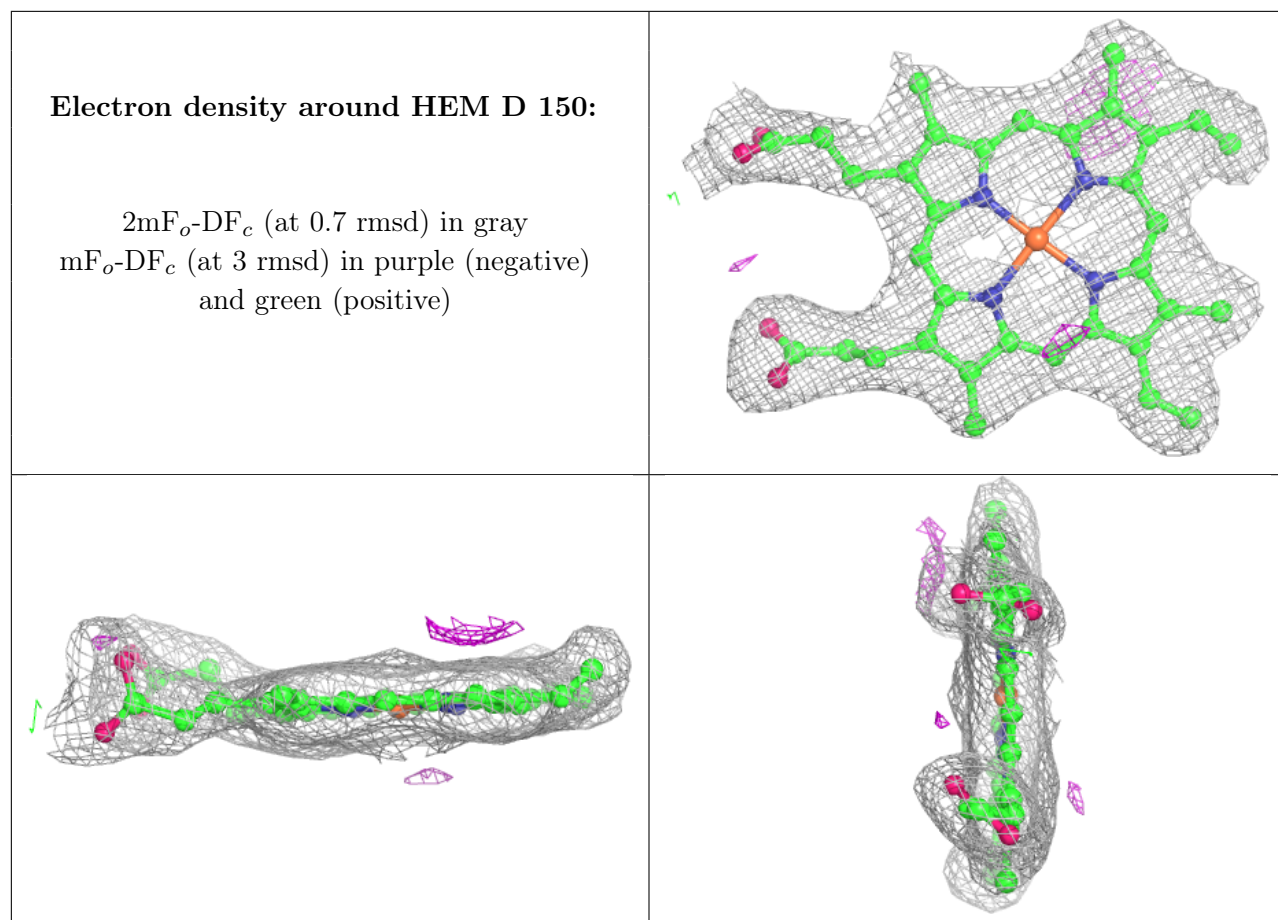 Electron density around HEM D 150:
2mFo-DFc (at 0.7 rmsd) in gray
mFo-DFc (at 3 rmsd) in purple (negative)
and green (positive)